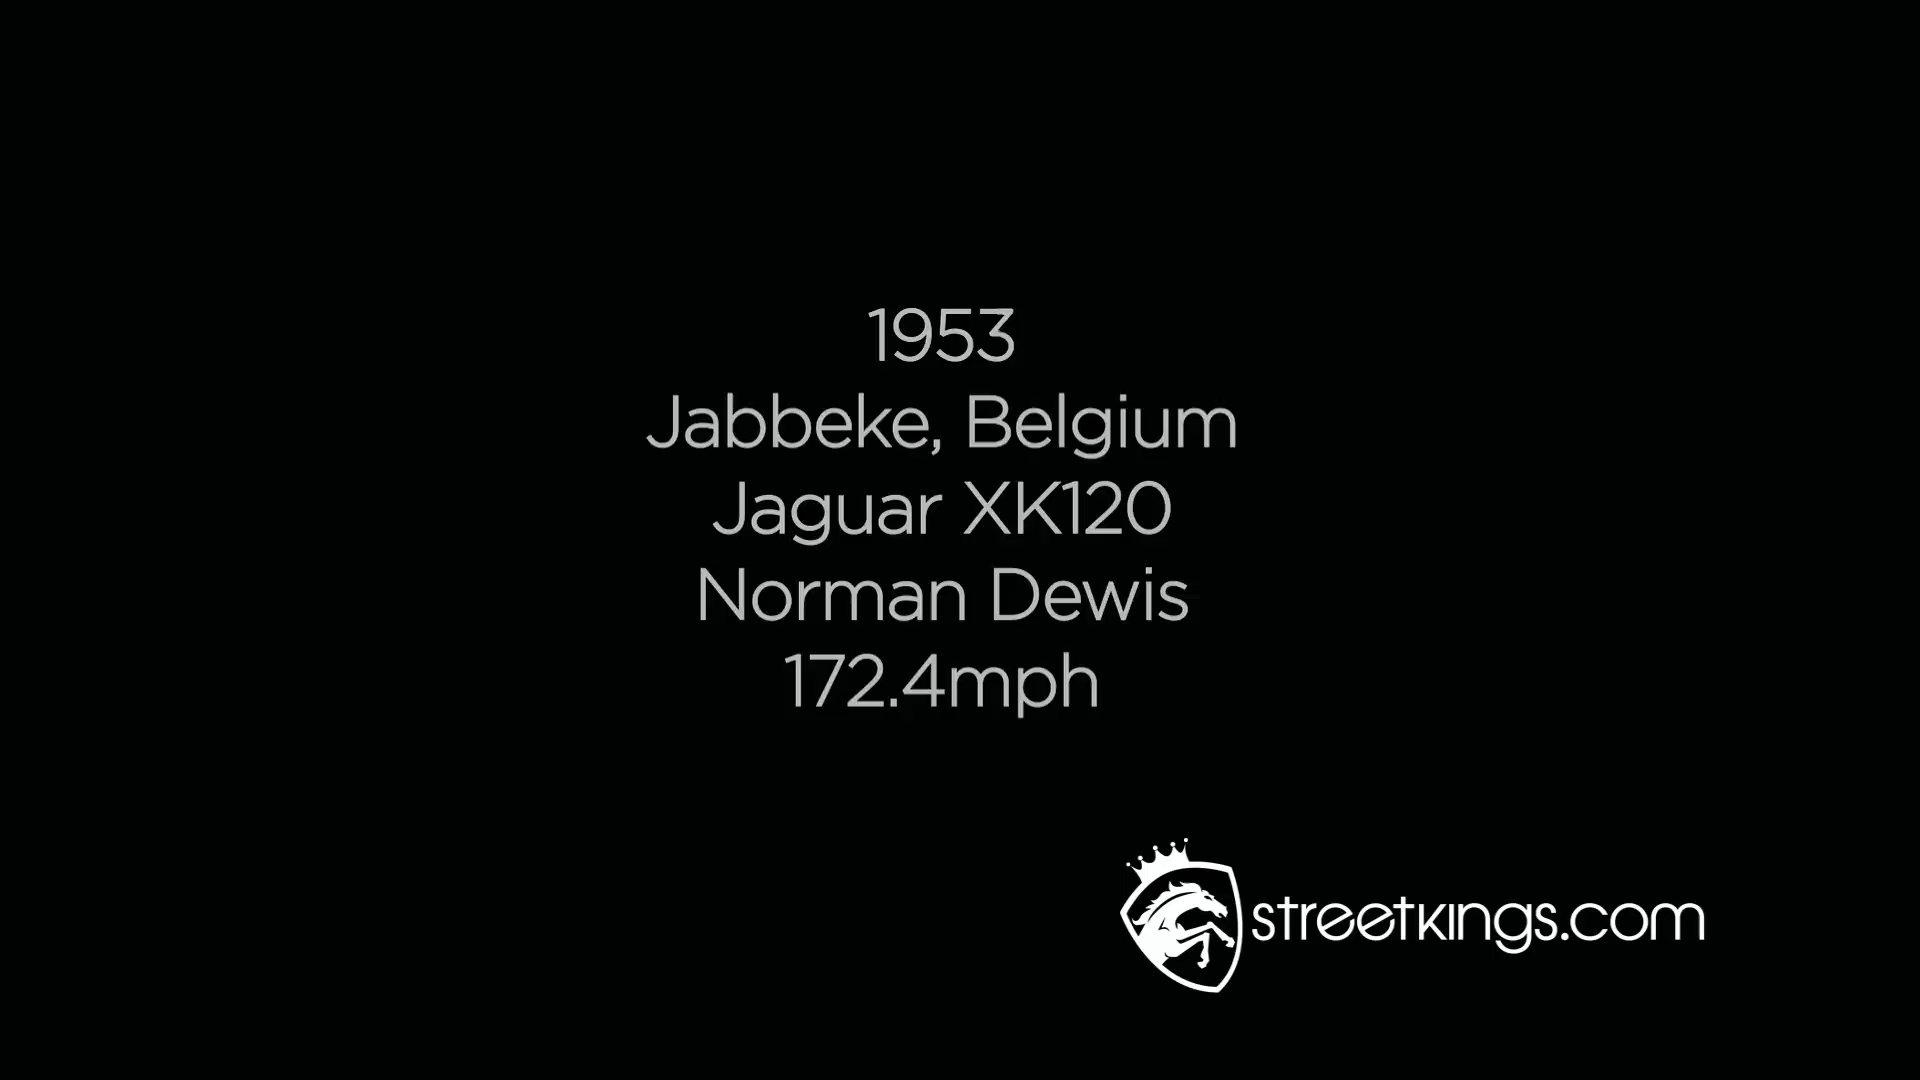 1953
Jabbeke, Belgium
Jaguar XK120
Norman Dewis
172.4mph
streetkings.com